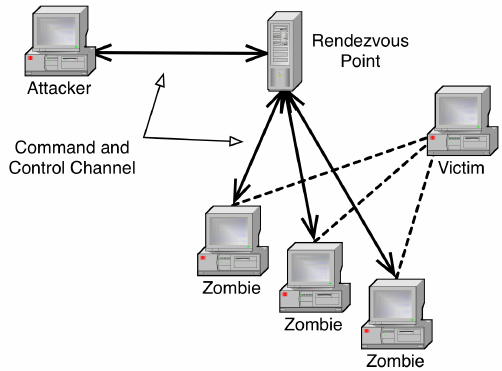 Rendezvous
Point
Attacker
Command and
Control Channel
Victim
Zombie
Zombie
Zombie